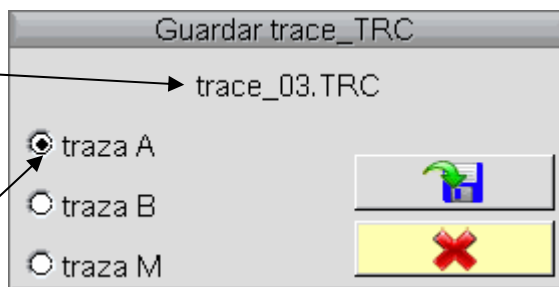 Guardar trace_TRC
trace_03.TRC
traza A
traza B
traza M